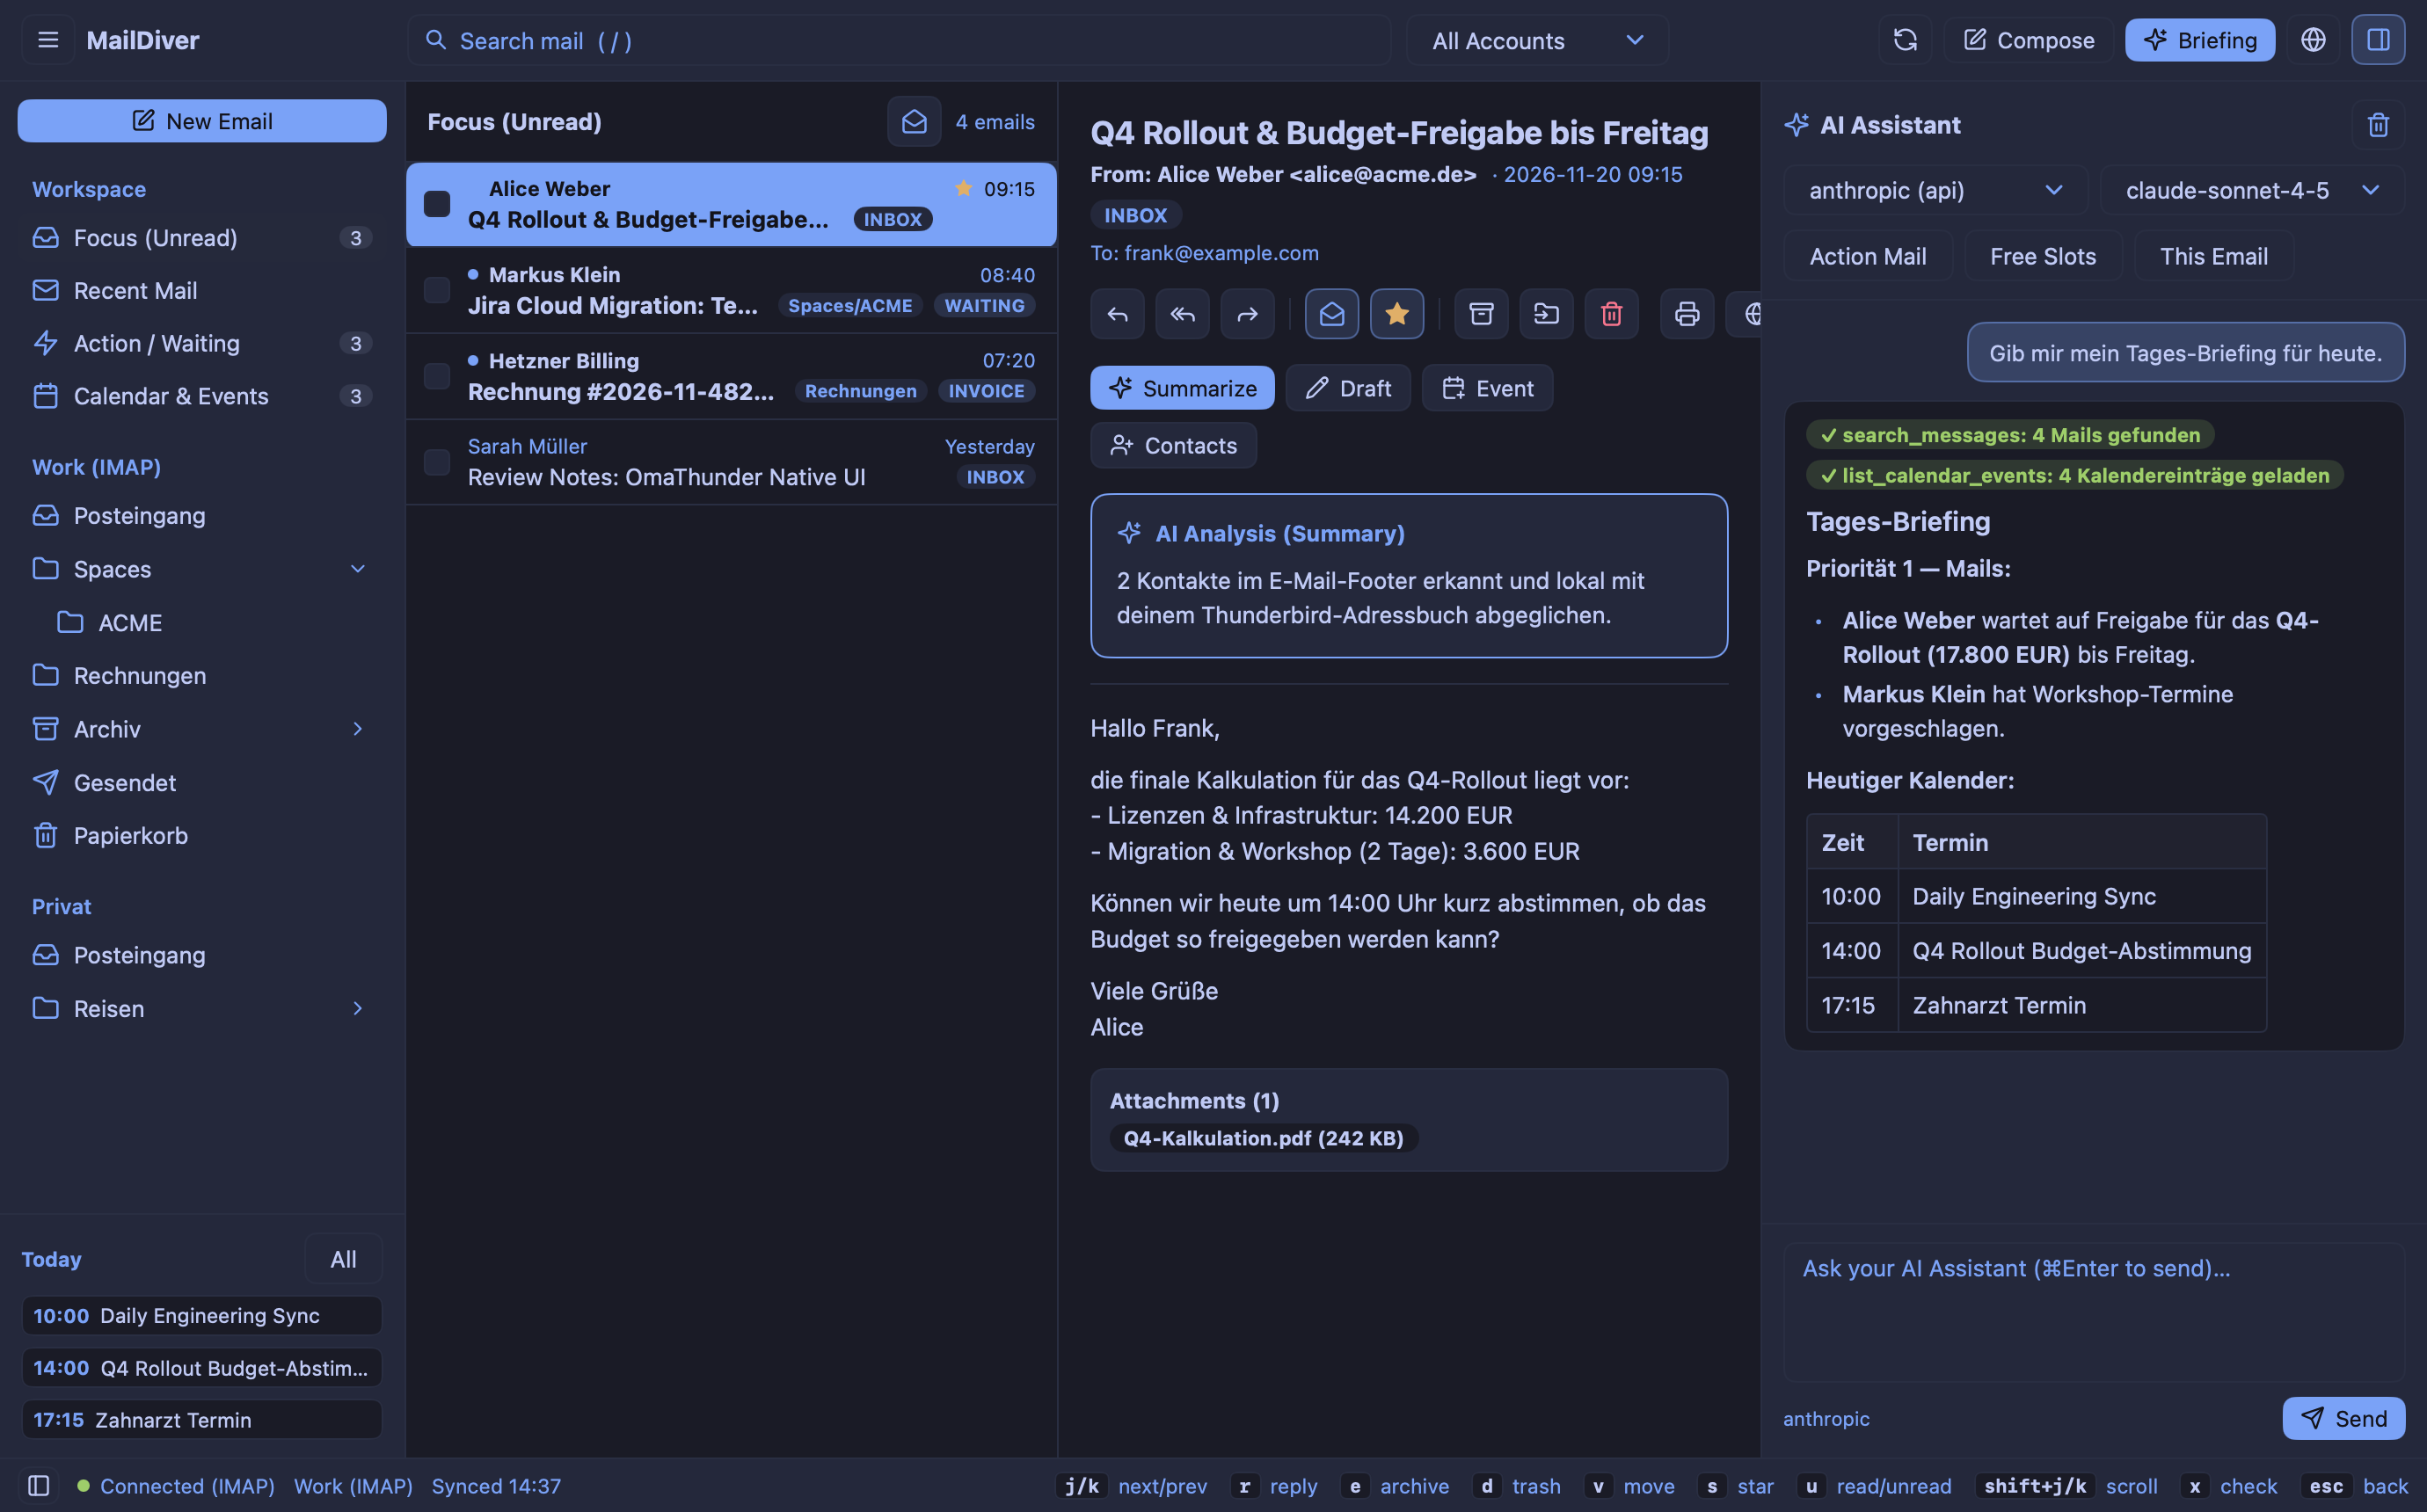 MailDiver
Search mail (/)
All Accounts
Compose
Briefing
New Email
Workspace
Focus (Unread) 3
Recent Mail
Action / Waiting 3
Calendar & Events 3
Work (IMAP)
Posteingang
Spaces
ACME
Rechnungen
Archiv
Gesendet
Papierkorb
Privat
Posteingang
Reisen
Today All
10:00 Daily Engineering Sync
14:00 Q4 Rollout Budget-Abstim...
17:15 Zahnarzt Termin
Focus (Unread) 4 emails
Alice Weber 09:15
Q4 Rollout & Budget-Freigabe... INBOX
Markus Klein 08:40
Jira Cloud Migration: Te... Spaces/ACME WAITING
Hetzner Billing 07:20
Rechnung #2026-11-482... Rechnungen INVOICE
Sarah Müller Yesterday
Review Notes: OmaThunder Native UI INBOX
Q4 Rollout & Budget-Freigabe bis Freitag
From: Alice Weber <alice@acme.de> · 2026-11-20 09:15
INBOX
To: frank@example.com
Summarize Draft Event
Contacts
AI Analysis (Summary)
2 Kontakte im E-Mail-Footer erkannt und lokal mit
deinem Thunderbird-Adressbuch abgeglichen.
Hallo Frank,
die finale Kalkulation für das Q4-Rollout liegt vor:
- Lizenzen & Infrastruktur: 14.200 EUR
- Migration & Workshop (2 Tage): 3.600 EUR
Können wir heute um 14:00 Uhr kurz abstimmen, ob das
Budget so freigegeben werden kann?
Viele Grüße
Alice
Attachments (1)
Q4-Kalkulation.pdf (242 KB)
AI Assistant
anthropic (api) claude-sonnet-4-5
Action Mail Free Slots This Email
Gib mir mein Tages-Briefing für heute.
✓ search_messages: 4 Mails gefunden
✓ list_calendar_events: 4 Kalendereinträge geladen
Tages-Briefing
Priorität 1 — Mails:
• Alice Weber wartet auf Freigabe für das Q4-
Rollout (17.800 EUR) bis Freitag.
• Markus Klein hat Workshop-Termine
vorgeschlagen.
Heutiger Kalender:
Zeit Termin
10:00 Daily Engineering Sync
14:00 Q4 Rollout Budget-Abstimmung
17:15 Zahnarzt Termin
Ask your AI Assistant (⌘Enter to send)...
anthropic Send
Connected (IMAP) Work (IMAP) Synced 14:37
j/k next/prev r reply e archive d trash v move s star u read/unread shift+j/k scroll x check esc back